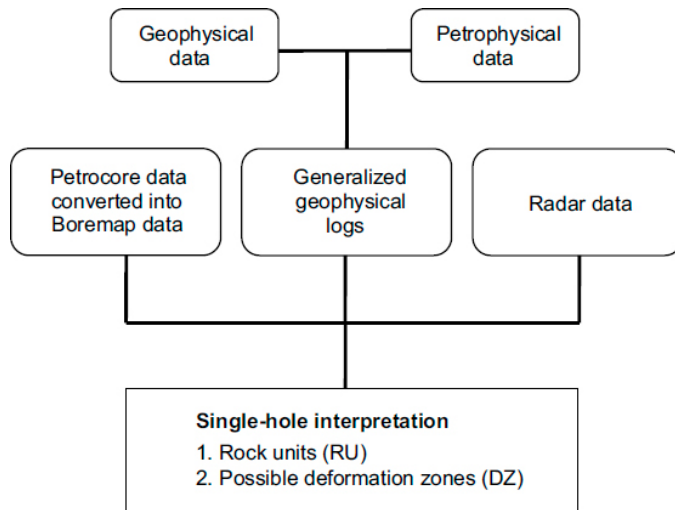 Geophysical
data
Petrophysical
data
Petrocore data
converted into
Boremap data
Generalized
geophysical
logs
Radar data
Single-hole interpretation
1. Rock units (RU)
2. Possible deformation zones (DZ)